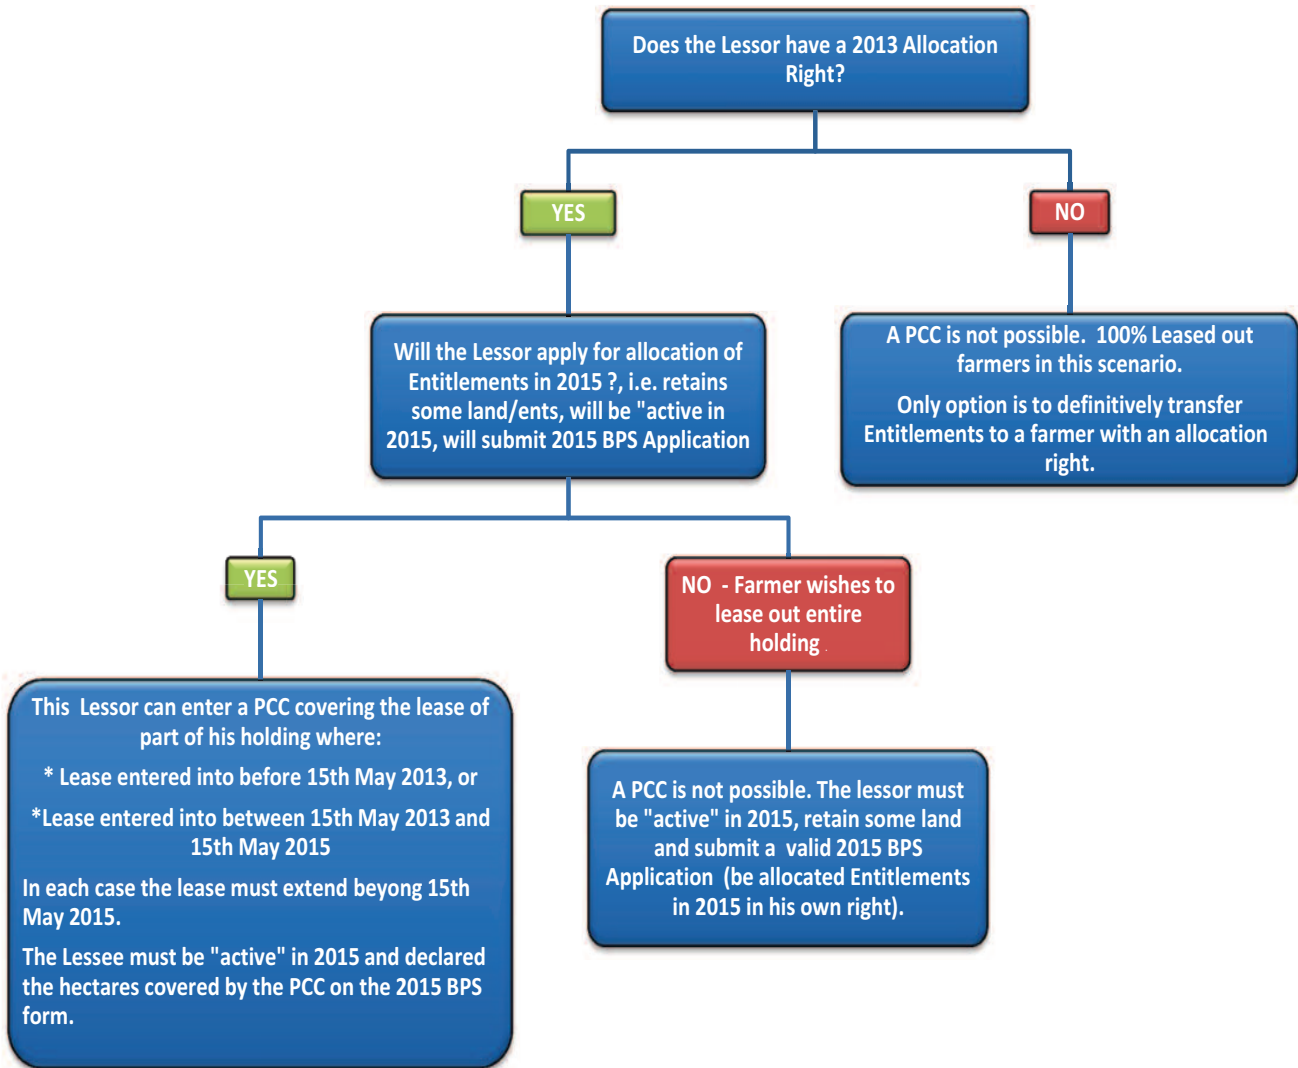 Does the Lessor have a 2013 Allocation
Right?
YES
NO
Will the Lessor apply for allocation of
Entitlements in 2015 ?, i.e. retains
some land/ents, will be "active in
2015, will submit 2015 BPS Application
A PCC is not possible. 100% Leased out
farmers in this scenario.
Only option is to definitively transfer
Entitlements to a farmer with an allocation
right.
YES
NO - Farmer wishes to
lease out entire
holding .
This Lessor can enter a PCC covering the lease of
part of his holding where:
* Lease entered into before 15th May 2013, or
*Lease entered into between 15th May 2013 and
15th May 2015
In each case the lease must extend beyong 15th
May 2015.
The Lessee must be "active" in 2015 and declared
the hectares covered by the PCC on the 2015 BPS
form.
A PCC is not possible. The lessor must
be "active" in 2015, retain some land
and submit a valid 2015 BPS
Application (be allocated Entitlements
in 2015 in his own right).